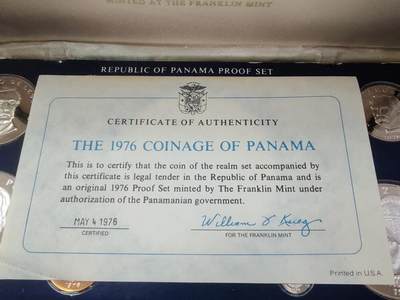 MINTED AT THE FRANKLIN MINT
REPUBLIC OF PANAMA PROOF SET
CERTIFICATE OF AUTHENTICITY
THE 1976 COINAGE OF PANAMA
This is to certify that the coin of the realm set accompanied by
this certificate is legal tender in the Republic of Panama and is
an original 1976 Proof Set minted by The Franklin Mint under
authorization of the Panamanian government.
MAY 4 1976
CERTIFIED
FOR THE FRANKLIN MINT
Printed in U.S.A.